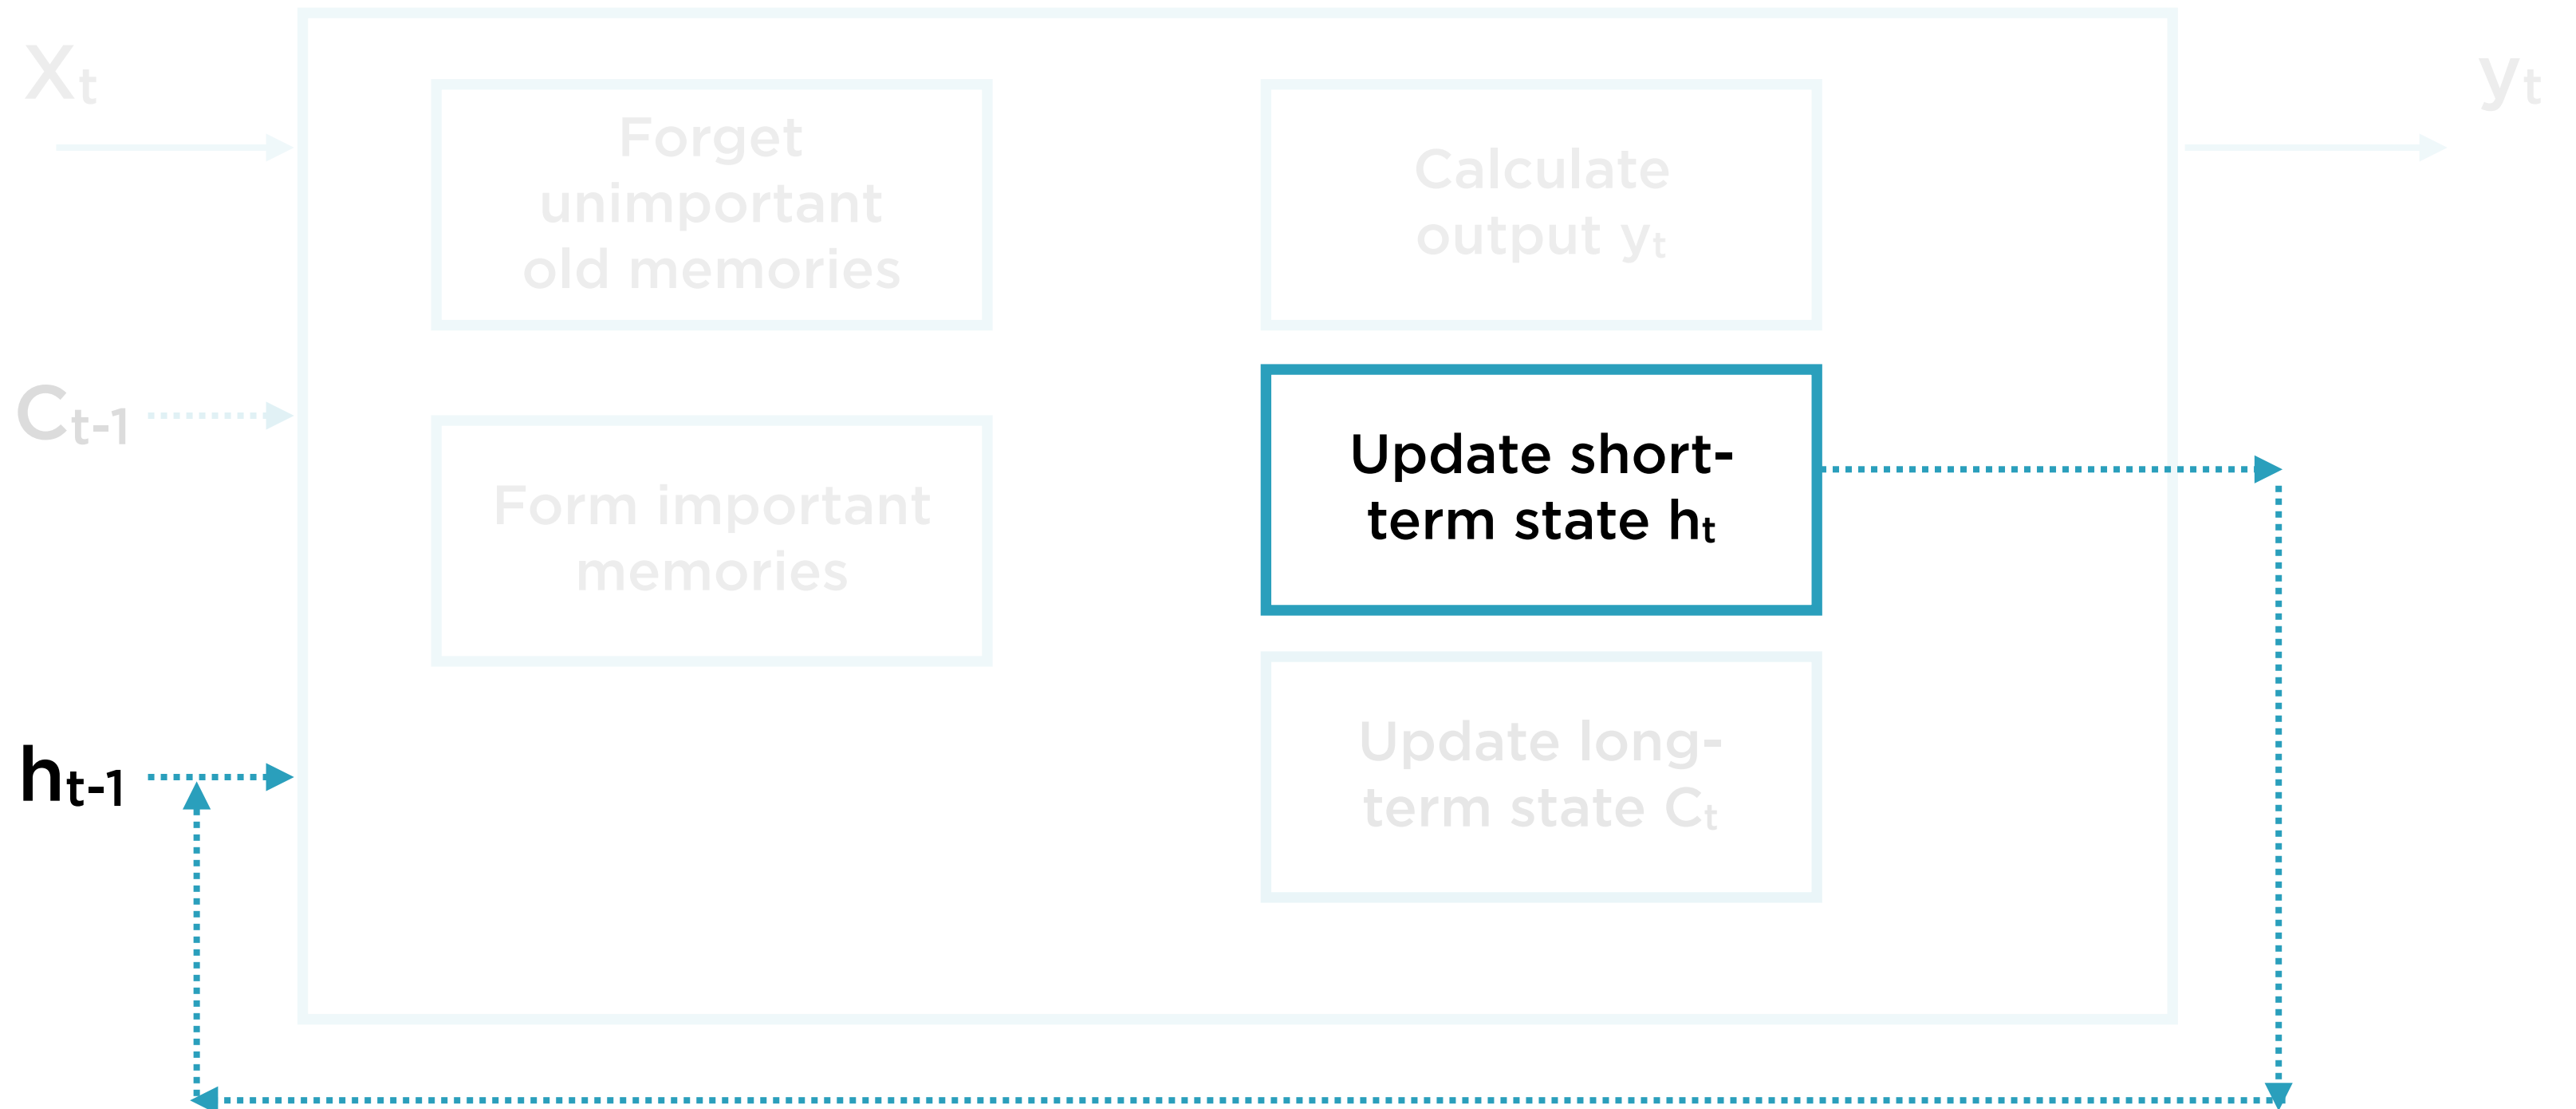 Xt
yt
Forget
unimportant
old memories
Calculate
output yt
Ct-1
Form important
memories
Update short-
term state ht
ht-1
Update long-
term state Ct